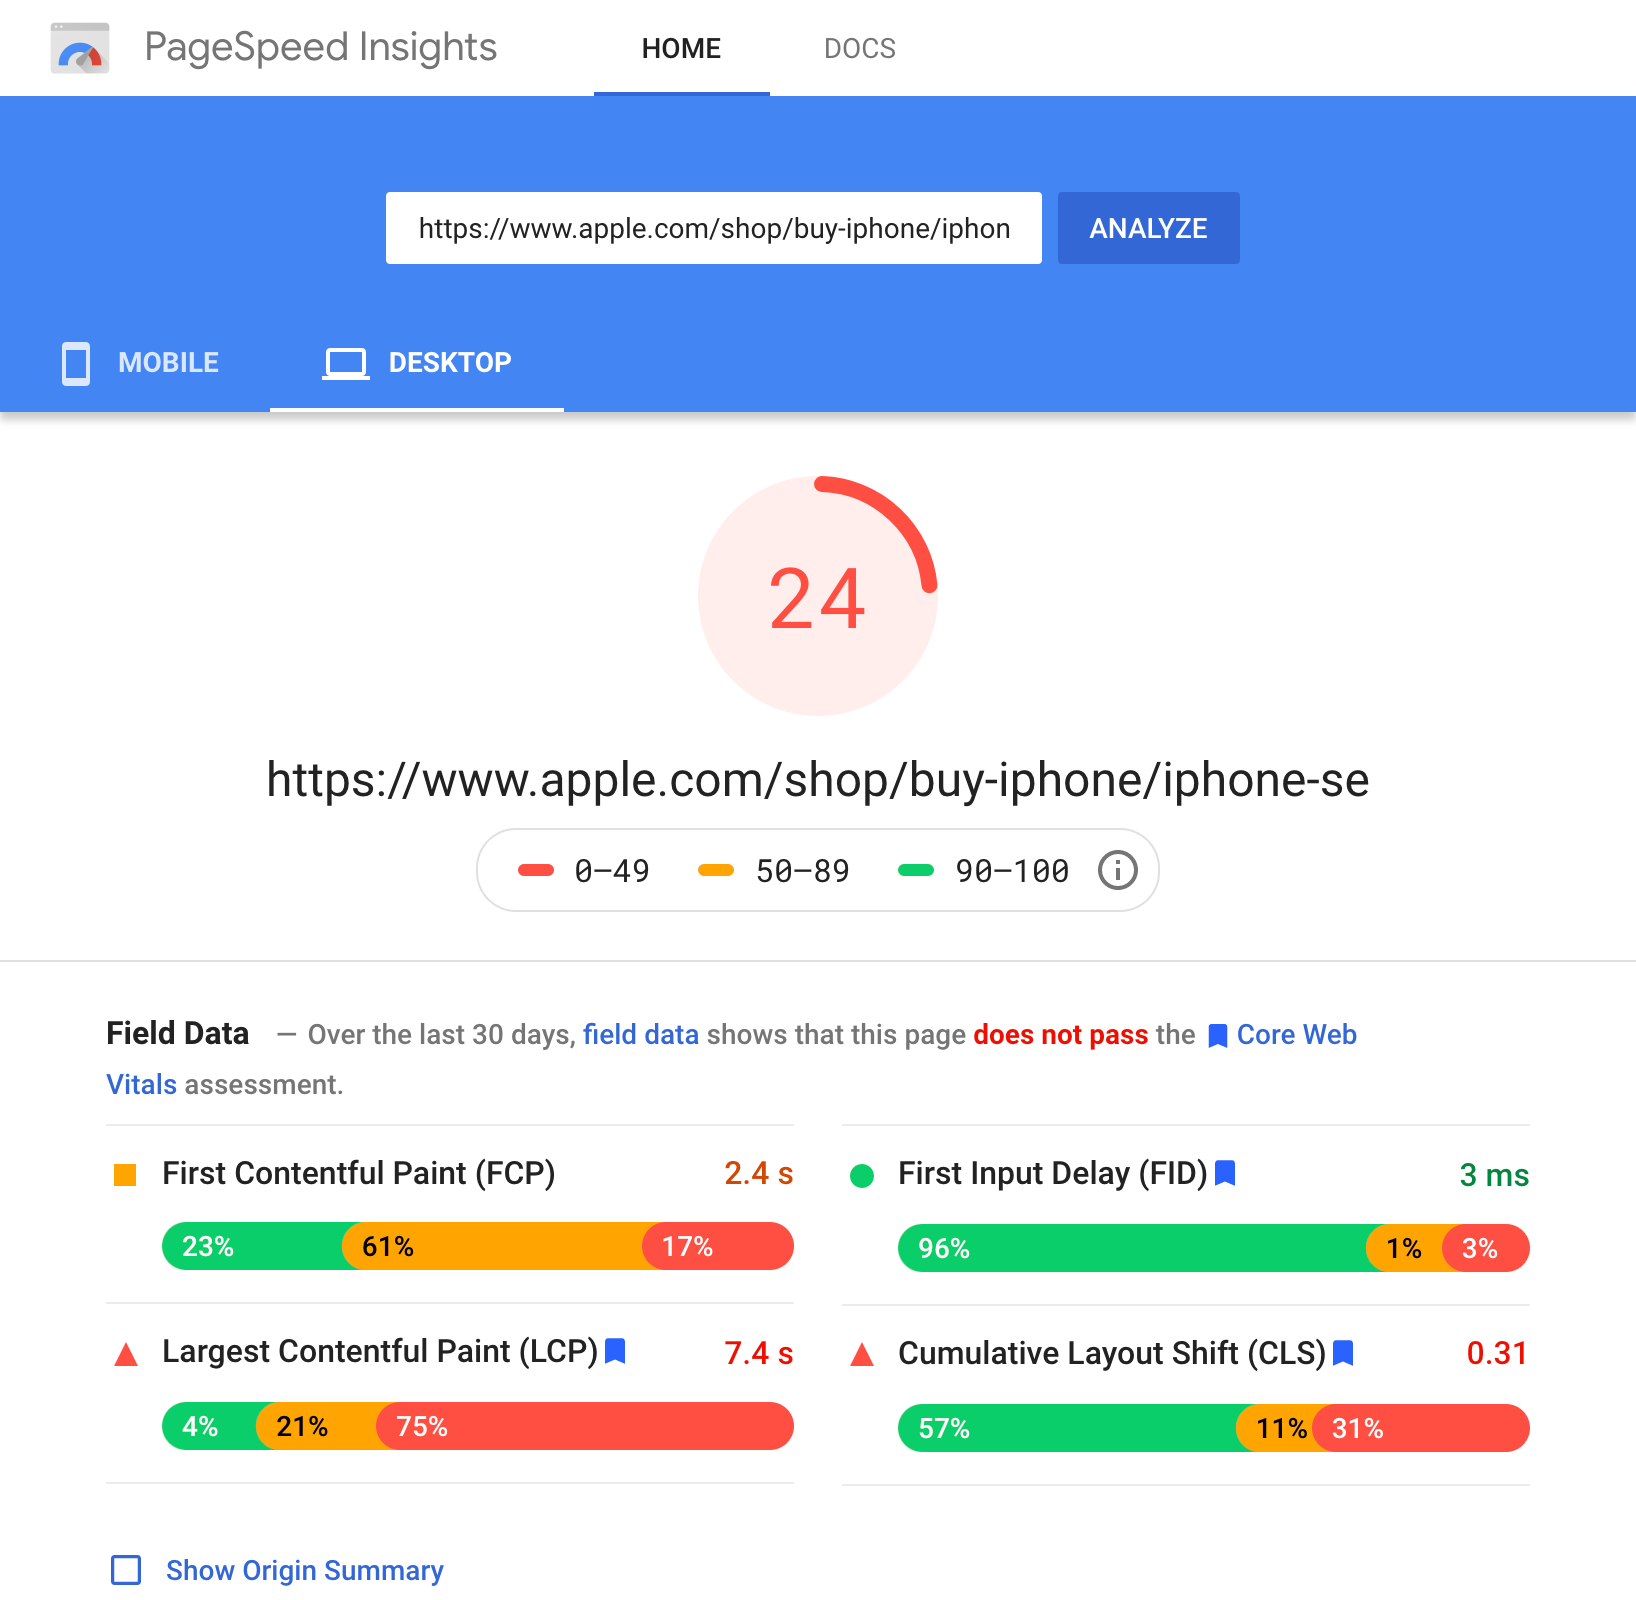 PageSpeed Insights
HOME
DOCS
https://www.apple.com/shop/buy-iphone/iphon
ANALYZE
MOBILE
DESKTOP
24
https://www.apple.com/shop/buy-iphone/iphone-se
0–49
50–89
90–100
Field Data — Over the last 30 days, field data shows that this page does not pass the Core Web
Vitals assessment.
First Contentful Paint (FCP) 2.4 s
23% 61% 17%
First Input Delay (FID) 3 ms
96% 1% 3%
Largest Contentful Paint (LCP) 7.4 s
4% 21% 75%
Cumulative Layout Shift (CLS) 0.31
57% 11% 31%
Show Origin Summary